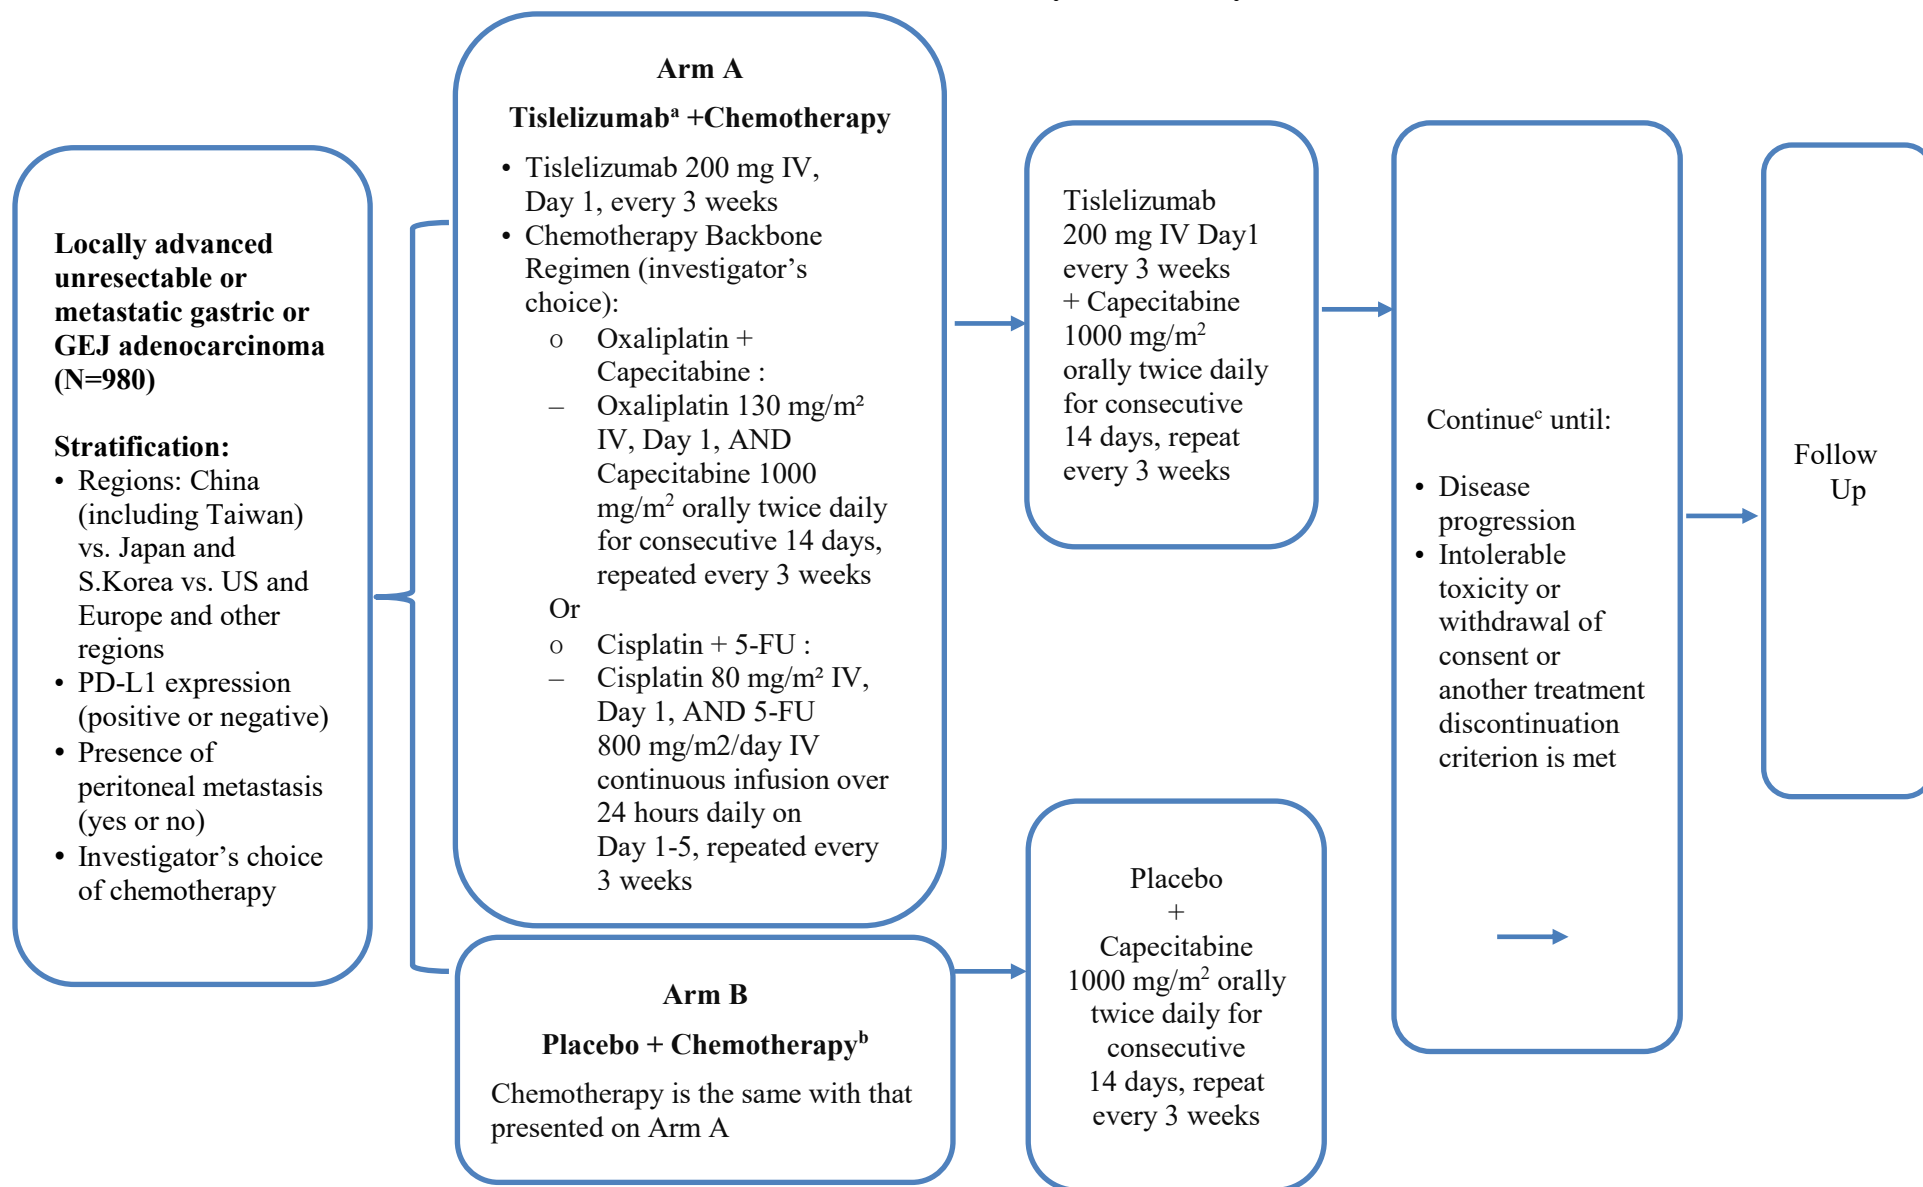 Locally advanced
unresectable or
metastatic gastric or
GEJ adenocarcinoma
(N=980)
Stratification:
• Regions: China
(including Taiwan)
vs. Japan and
S.Korea vs. US and
Europe and other
regions
• PD-L1 expression
(positive or negative)
• Presence of
peritoneal metastasis
(yes or no)
• Investigator’s choice
of chemotherapy
Arm A
Tislelizumabᵃ +Chemotherapy
• Tislelizumab 200 mg IV,
Day 1, every 3 weeks
• Chemotherapy Backbone
Regimen (investigator’s
choice):
o Oxaliplatin +
Capecitabine :
– Oxaliplatin 130 mg/m²
IV, Day 1, AND
Capecitabine 1000
mg/m² orally twice daily
for consecutive 14 days,
repeated every 3 weeks
Or
o Cisplatin + 5-FU :
– Cisplatin 80 mg/m² IV,
Day 1, AND 5-FU
800 mg/m2/day IV
continuous infusion over
24 hours daily on
Day 1-5, repeated every
3 weeks
Arm B
Placebo + Chemotherapyᵇ
Chemotherapy is the same with that
presented on Arm A
Tislelizumab
200 mg IV Day1
every 3 weeks
+ Capecitabine
1000 mg/m²
orally twice daily
for consecutive
14 days, repeat
every 3 weeks
Placebo
+
Capecitabine
1000 mg/m² orally
twice daily for
consecutive
14 days, repeat
every 3 weeks
Continueᶜ until:
• Disease
progression
• Intolerable
toxicity or
withdrawal of
consent or
another treatment
discontinuation
criterion is met
Follow
Up